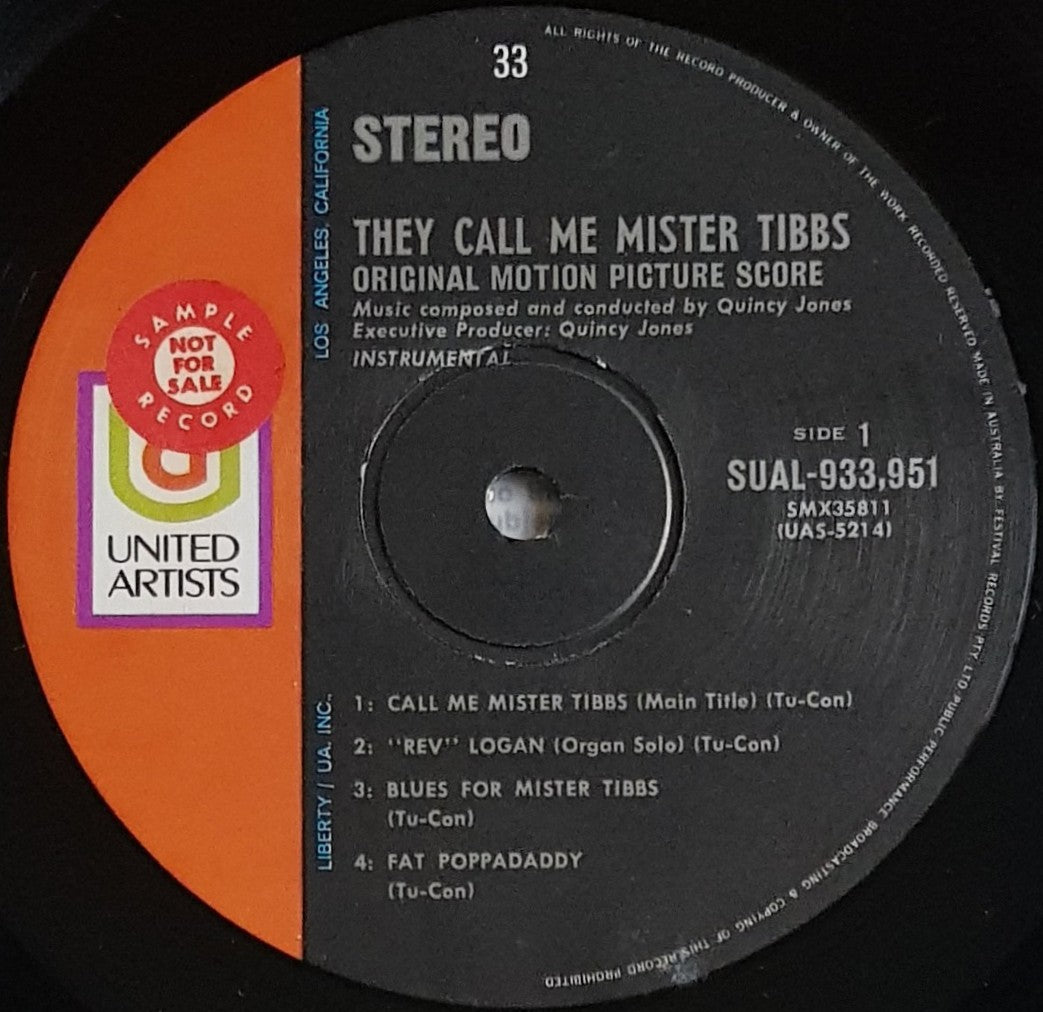 33
ALL RIGHTS OF THE RECORD PRODUCER & OWNER OF THE WORK RECORDED RESERVED MADE IN AUSTRALIA BY FESTIVAL RECORDS PTY. LTD. PUBLIC PERFORMANCE BROADCASTING & COPYING OF THIS RECORD PROHIBITED
STEREO
THEY CALL ME MISTER TIBBS
ORIGINAL MOTION PICTURE SCORE
Music composed and conducted by Quincy Jones
Executive Producer: Quincy Jones
INSTRUMENTAL
LOS ANGELES, CALIFORNIA
SAMPLE
NOT
FOR
SALE
RECORD
UNITED
ARTISTS
SIDE 1
SUAL-933,951
SMX35811
(UAS-5214)
LIBERTY / UA, INC.
1: CALL ME MISTER TIBBS (Main Title) (Tu-Con)
2: "REV" LOGAN (Organ Solo) (Tu-Con)
3: BLUES FOR MISTER TIBBS
(Tu-Con)
4: FAT POPPADADDY
(Tu-Con)